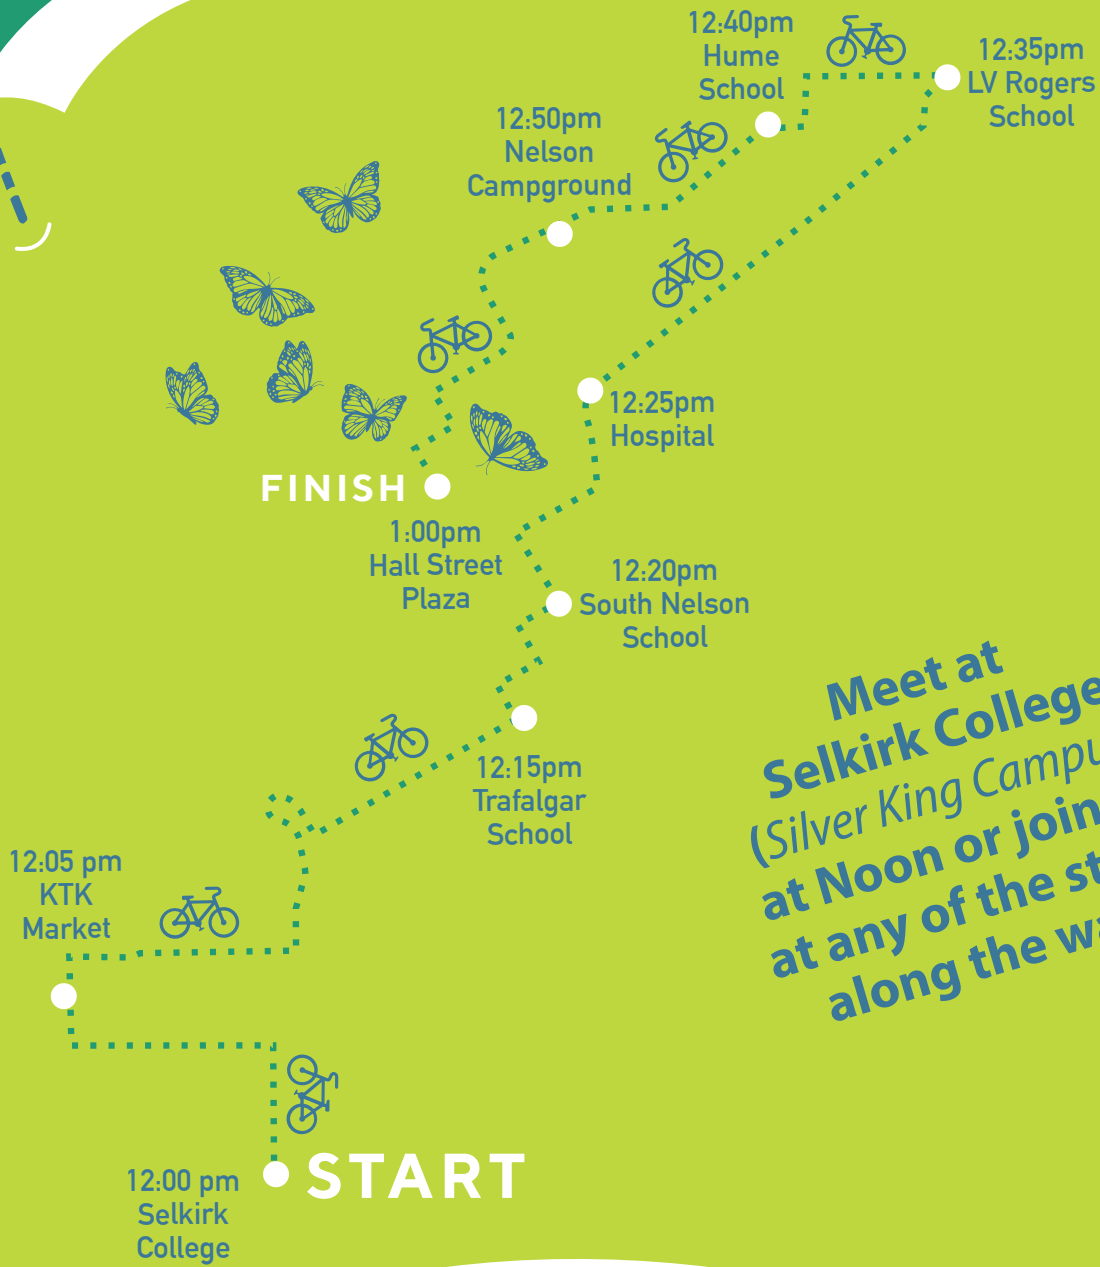 12:40pm
Hume
School
12:35pm
LV Rogers
School
12:50pm
Nelson
Campground
12:25pm
Hospital
FINISH
1:00pm
Hall Street
Plaza
12:20pm
South Nelson
School
Meet at
Selkirk College
(Silver King Campu
at Noon or join
at any of the st
along the wa
12:15pm
Trafalgar
School
12:05 pm
KTK
Market
START
12:00 pm
Selkirk
College